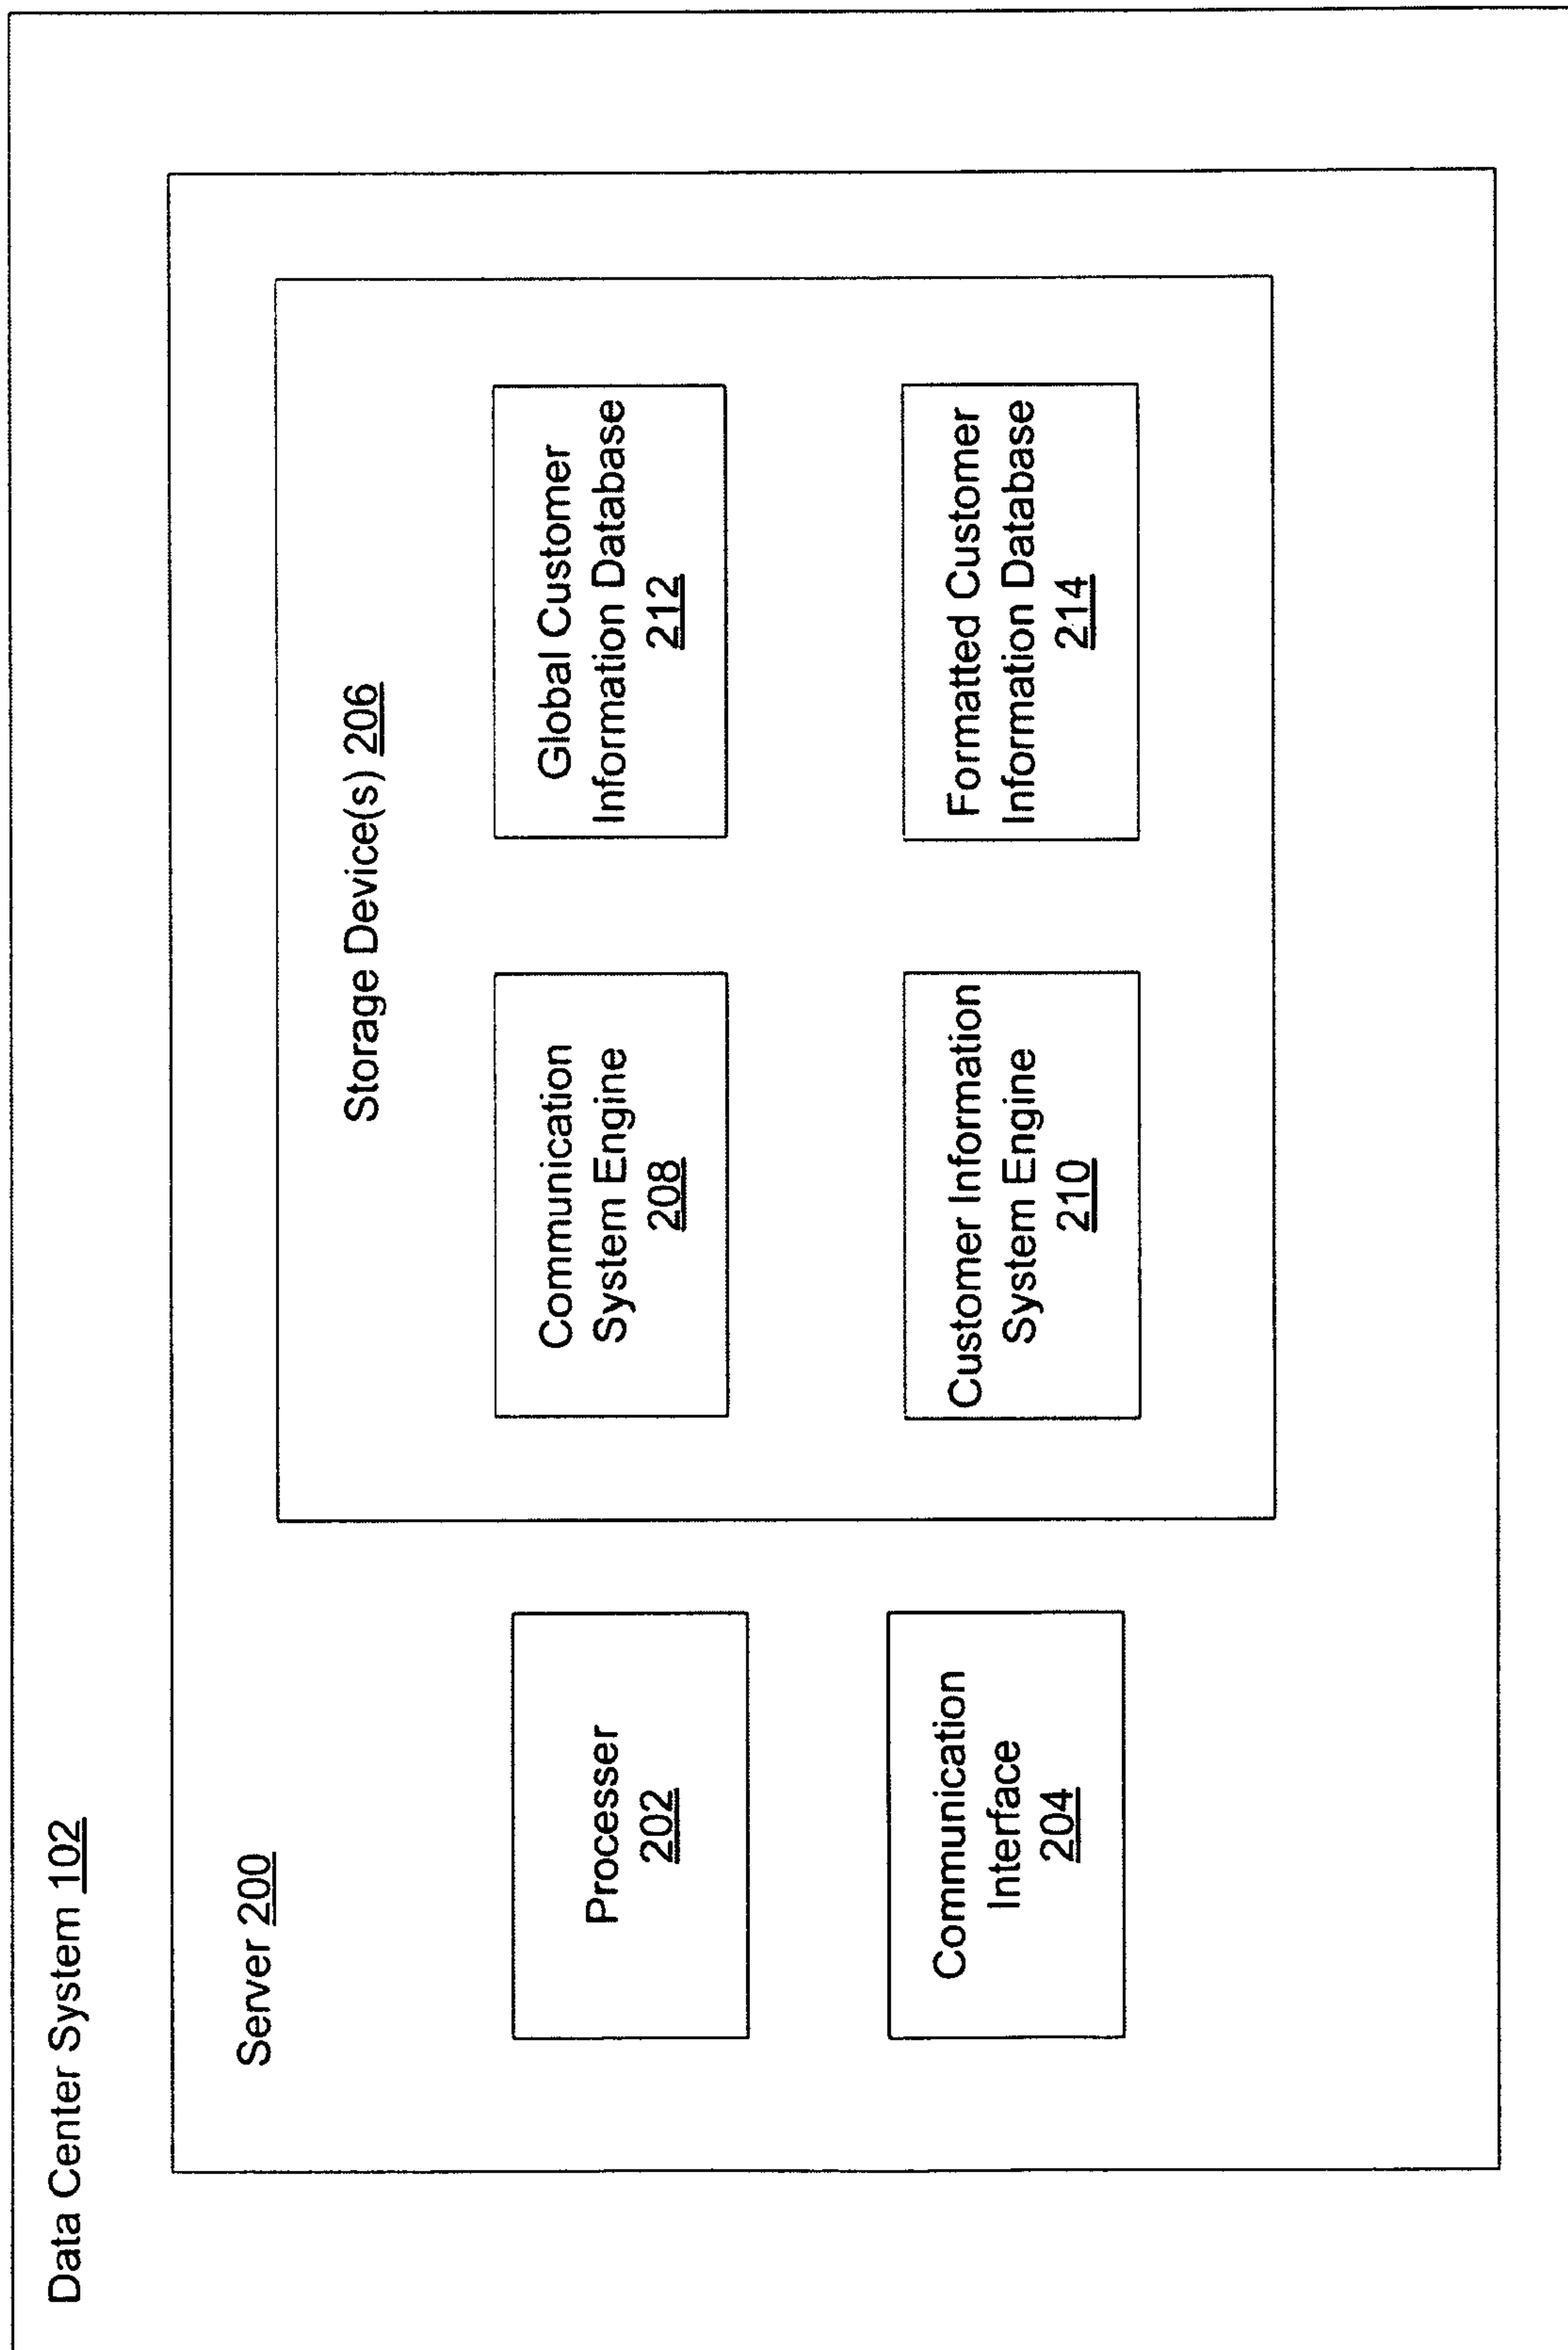 Data Center System 102
Server 200
Processer
202
Communication
Interface
204
Storage Device(s) 206
Communication
System Engine
208
Customer Information
System Engine
210
Global Customer
Information Database
212
Formatted Customer
Information Database
214